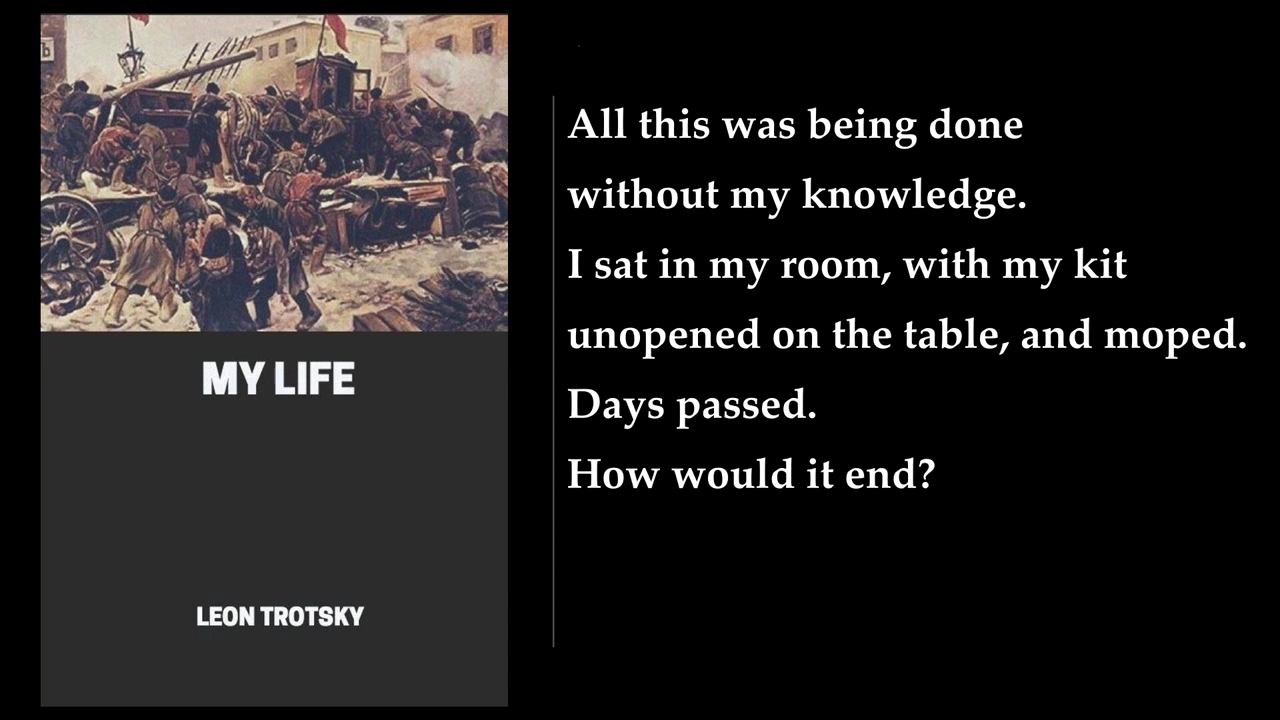 MY LIFE
LEON TROTSKY
All this was being done
without my knowledge.
I sat in my room, with my kit
unopened on the table, and moped.
Days passed.
How would it end?